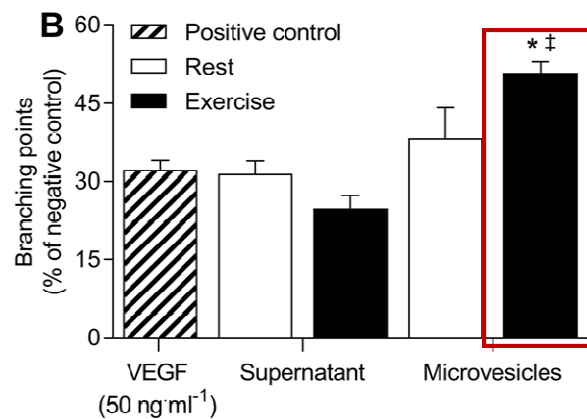 B
60
45
30
15
0
Branching points
(% of negative control)
Positive control
Rest
Exercise
* ‡
VEGF
(50 ng·ml⁻¹)
Supernatant
Microvesicles